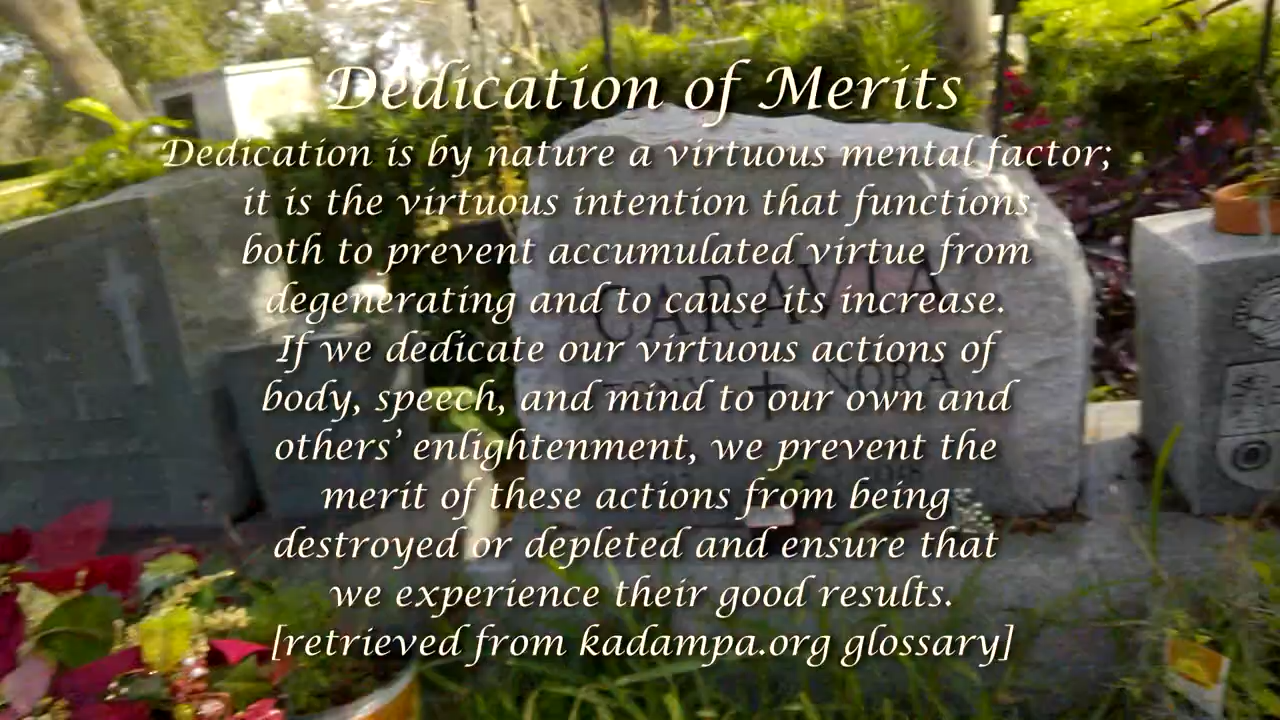 Dedication of Merits
Dedication is by nature a virtuous mental factor;
it is the virtuous intention that functions
both to prevent accumulated virtue from
degenerating and to cause its increase.
If we dedicate our virtuous actions of
body, speech, and mind to our own and
others' enlightenment, we prevent the
merit of these actions from being
destroyed or depleted and ensure that
we experience their good results.
[retrieved from kadampa.org glossary]
CARAVIA
TONY NORA